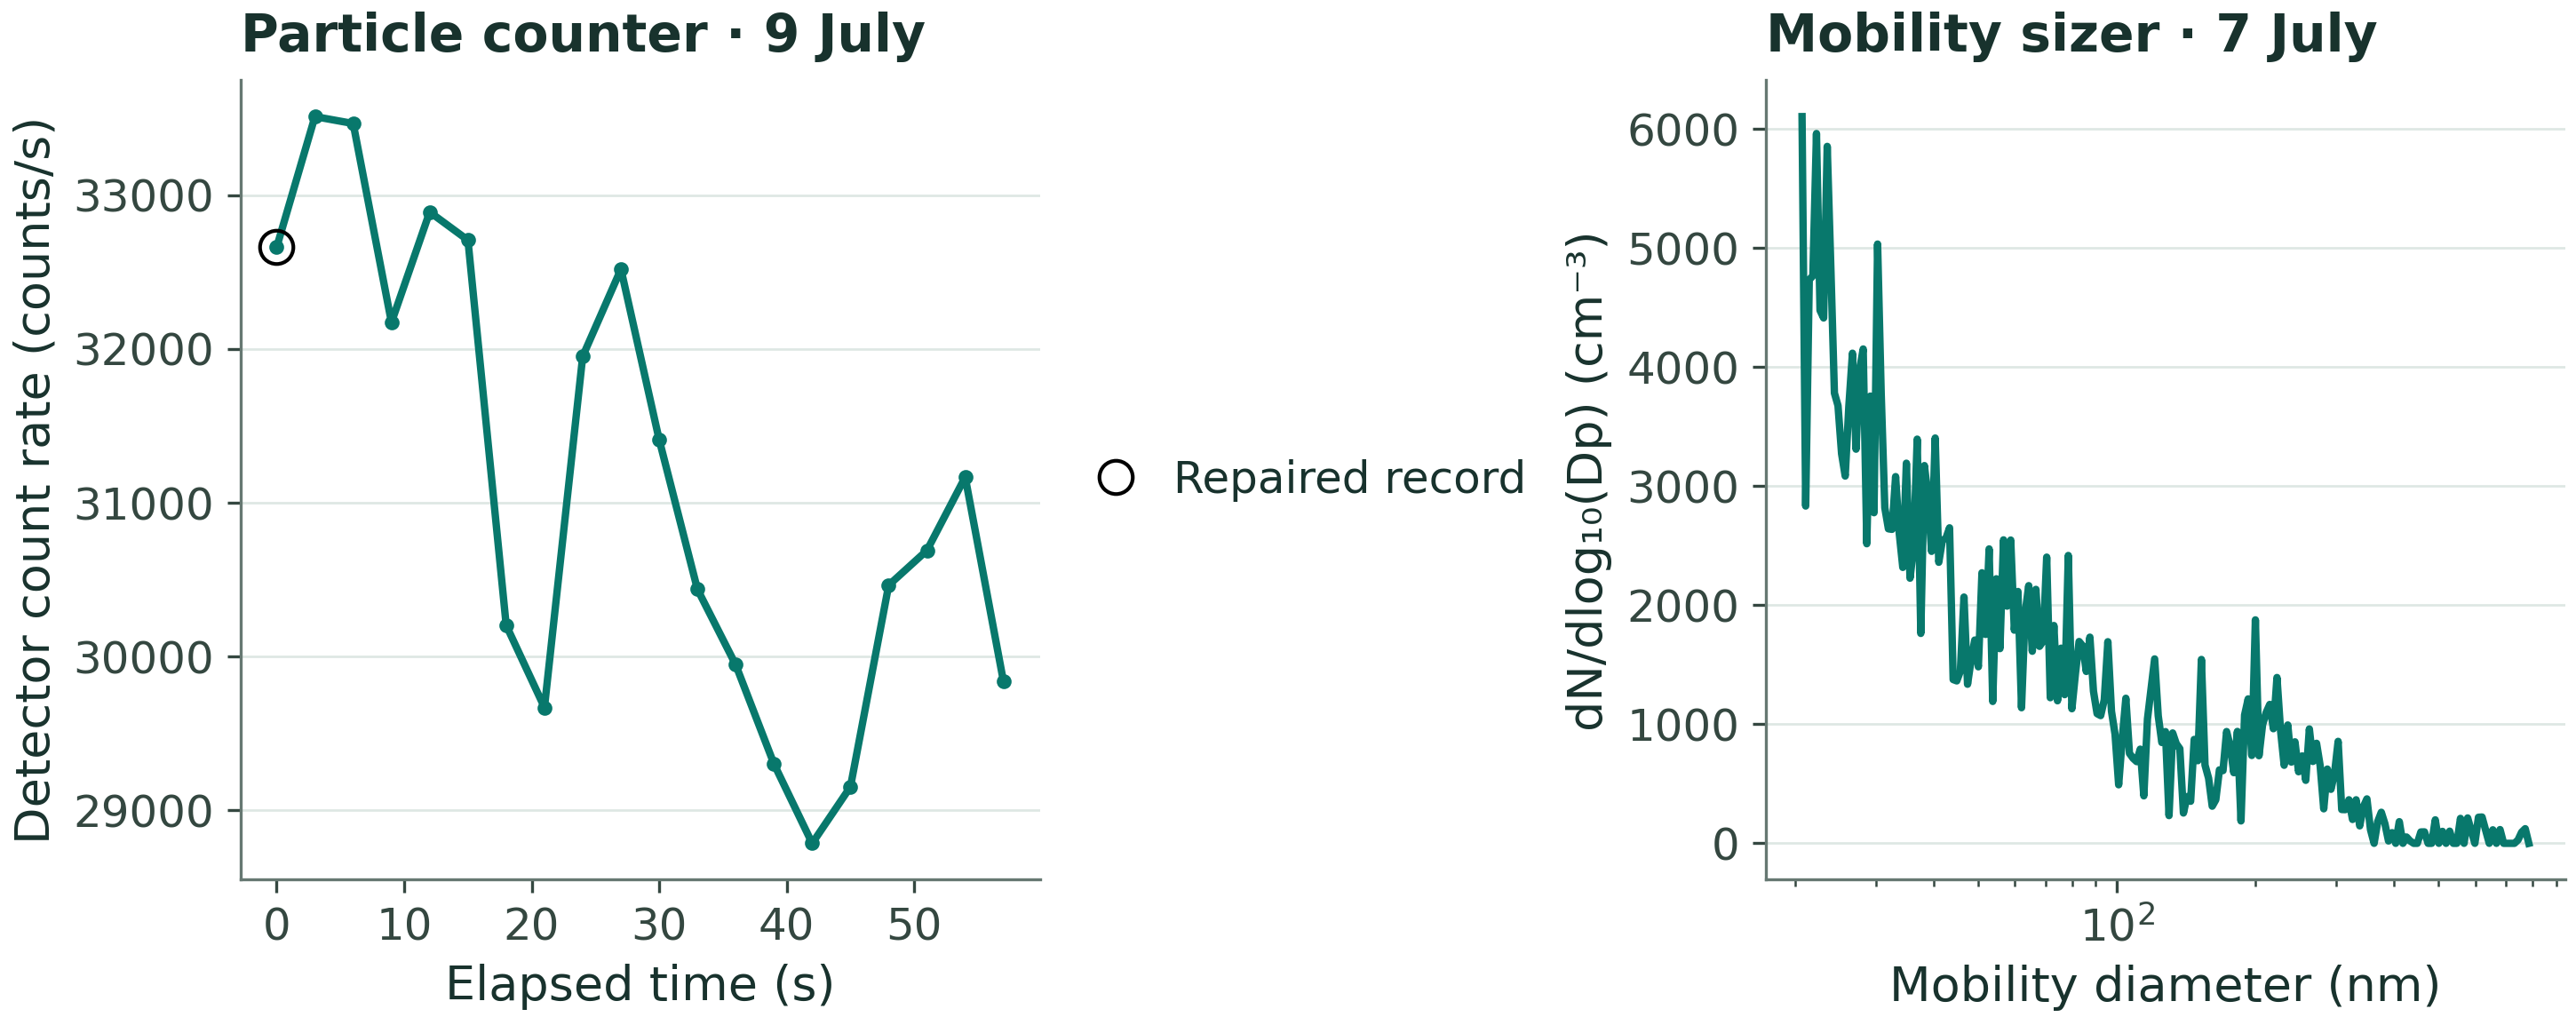 Particle counter · 9 July
Detector count rate (counts/s)
33000
32000
31000
30000
29000
0 10 20 30 40 50
Elapsed time (s)
Repaired record
Mobility sizer · 7 July
dN/dlog₁₀(Dp) (cm⁻³)
6000
5000
4000
3000
2000
1000
0
10²
Mobility diameter (nm)